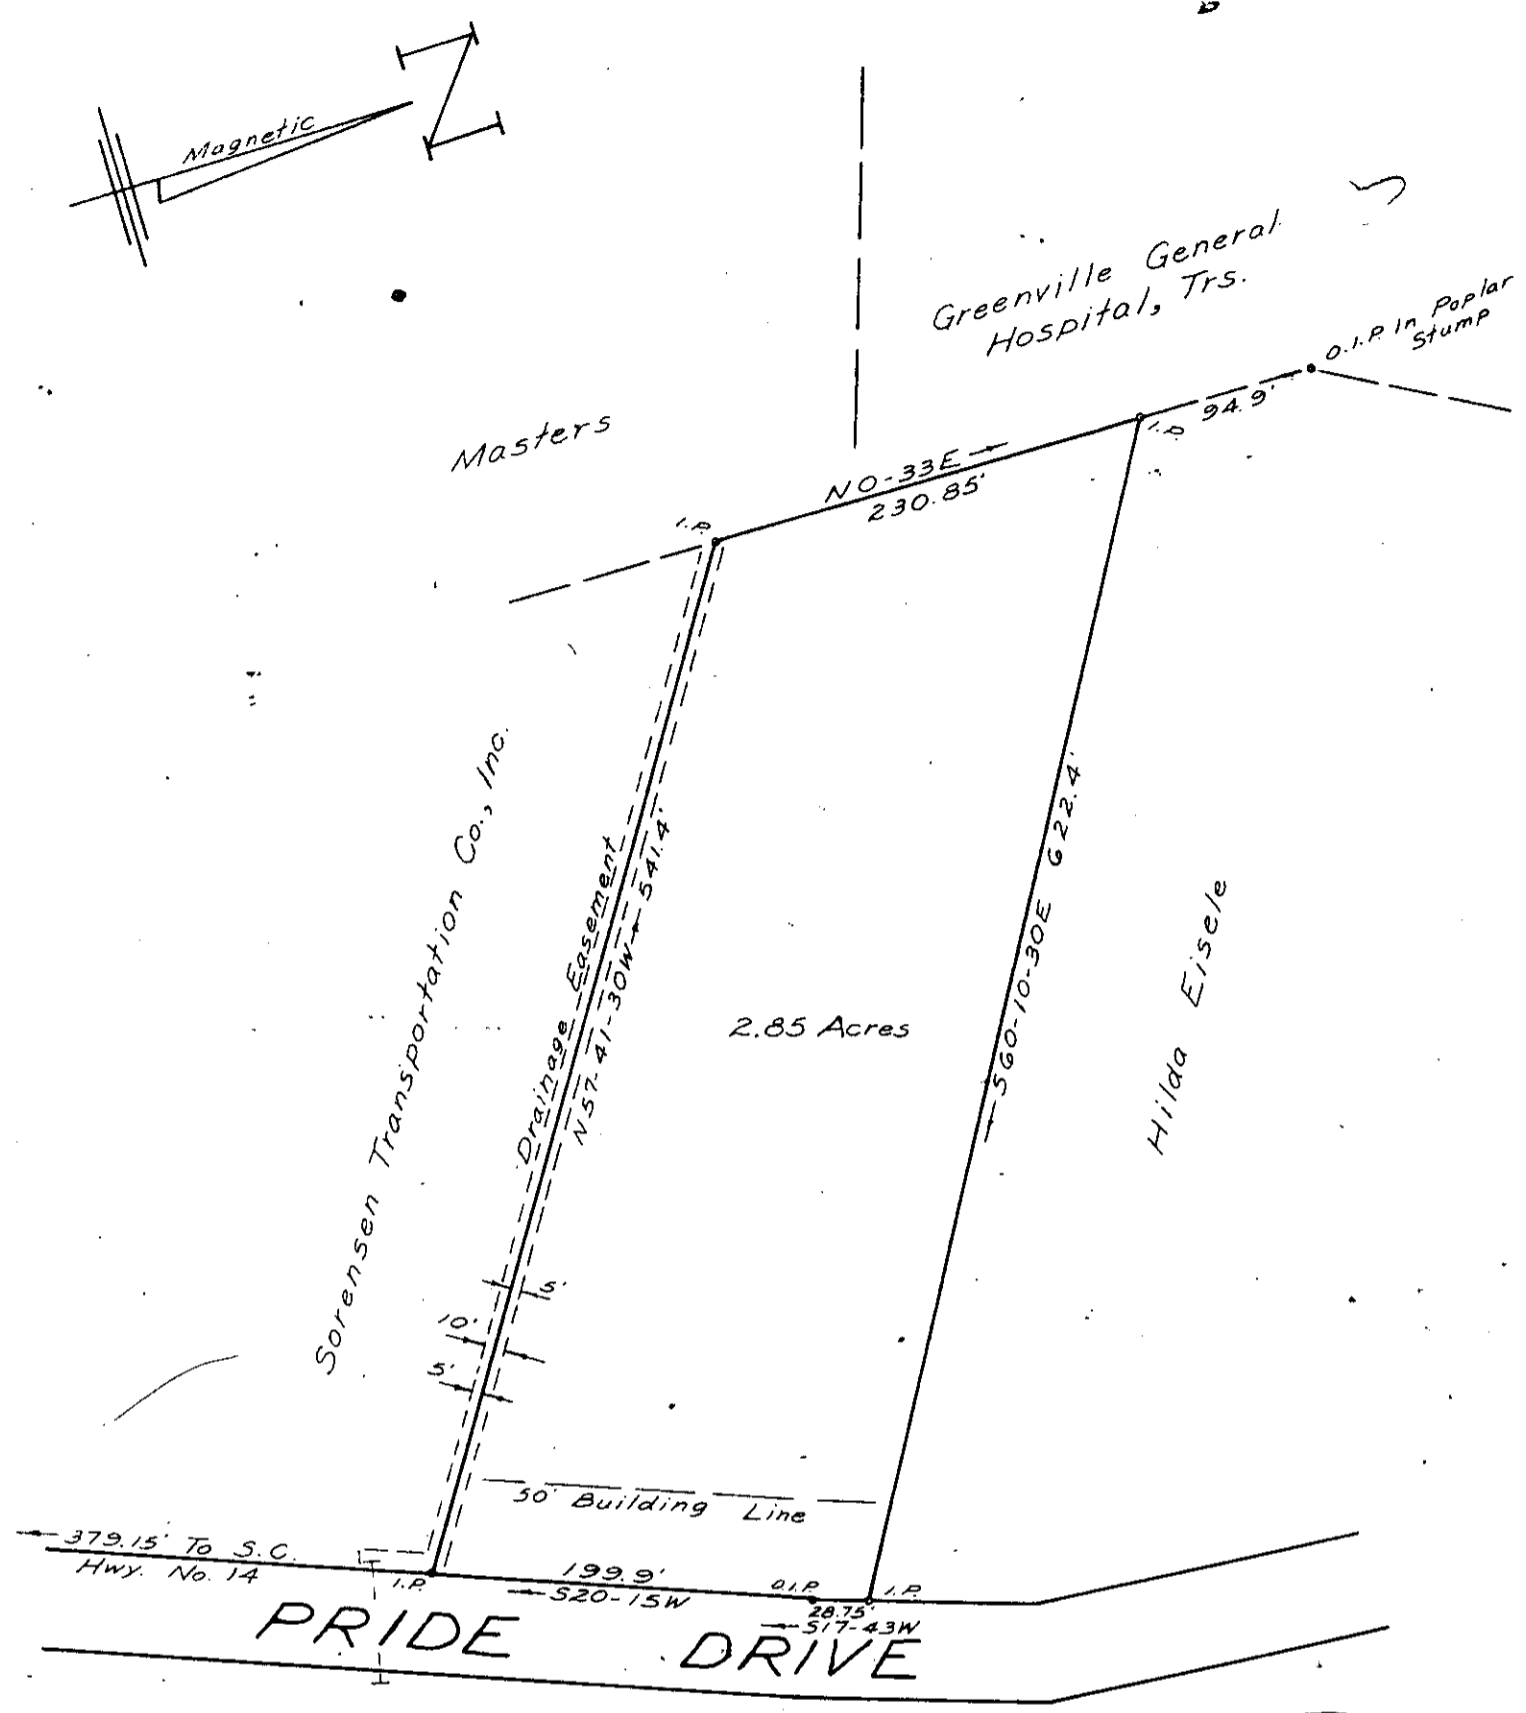 N
Magnetic
Greenville General
Hospital, Trs.
O.I.P. In Poplar
Stump
94.9'
I.P.
Masters
N0-33E
230.85'
I.P.
Sorensen Transportation Co., Inc.
Drainage Easement
N57-41-30W 541.4'
S60-10-30E 622.4'
Hilda Eisele
2.85 Acres
5'
10'
5'
50' Building Line
379.15' To S.C.
Hwy. No. 14
I.P.
199.9'
S20-15W
O.I.P.
I.P.
28.75'
S17-43W
PRIDE DRIVE